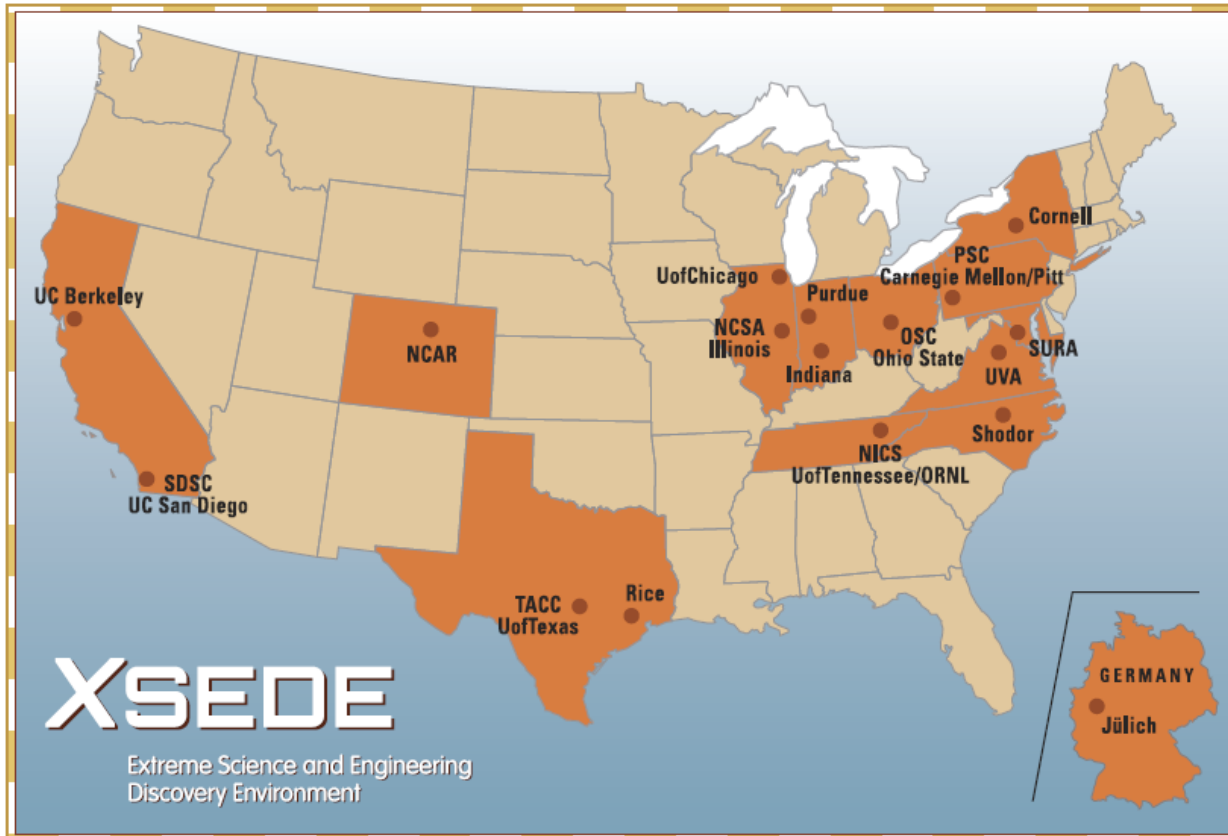 Cornell
PSC
Carnegie Mellon/Pitt
UofChicago
Purdue
UC Berkeley
NCSA
Illinois
OSC
Ohio State
SURA
NCAR
Indiana
UVA
Shodor
NICS
UofTennessee/ORNL
SDSC
UC San Diego
TACC
UofTexas
Rice
XSEDE
Extreme Science and Engineering
Discovery Environment
GERMANY
Jülich